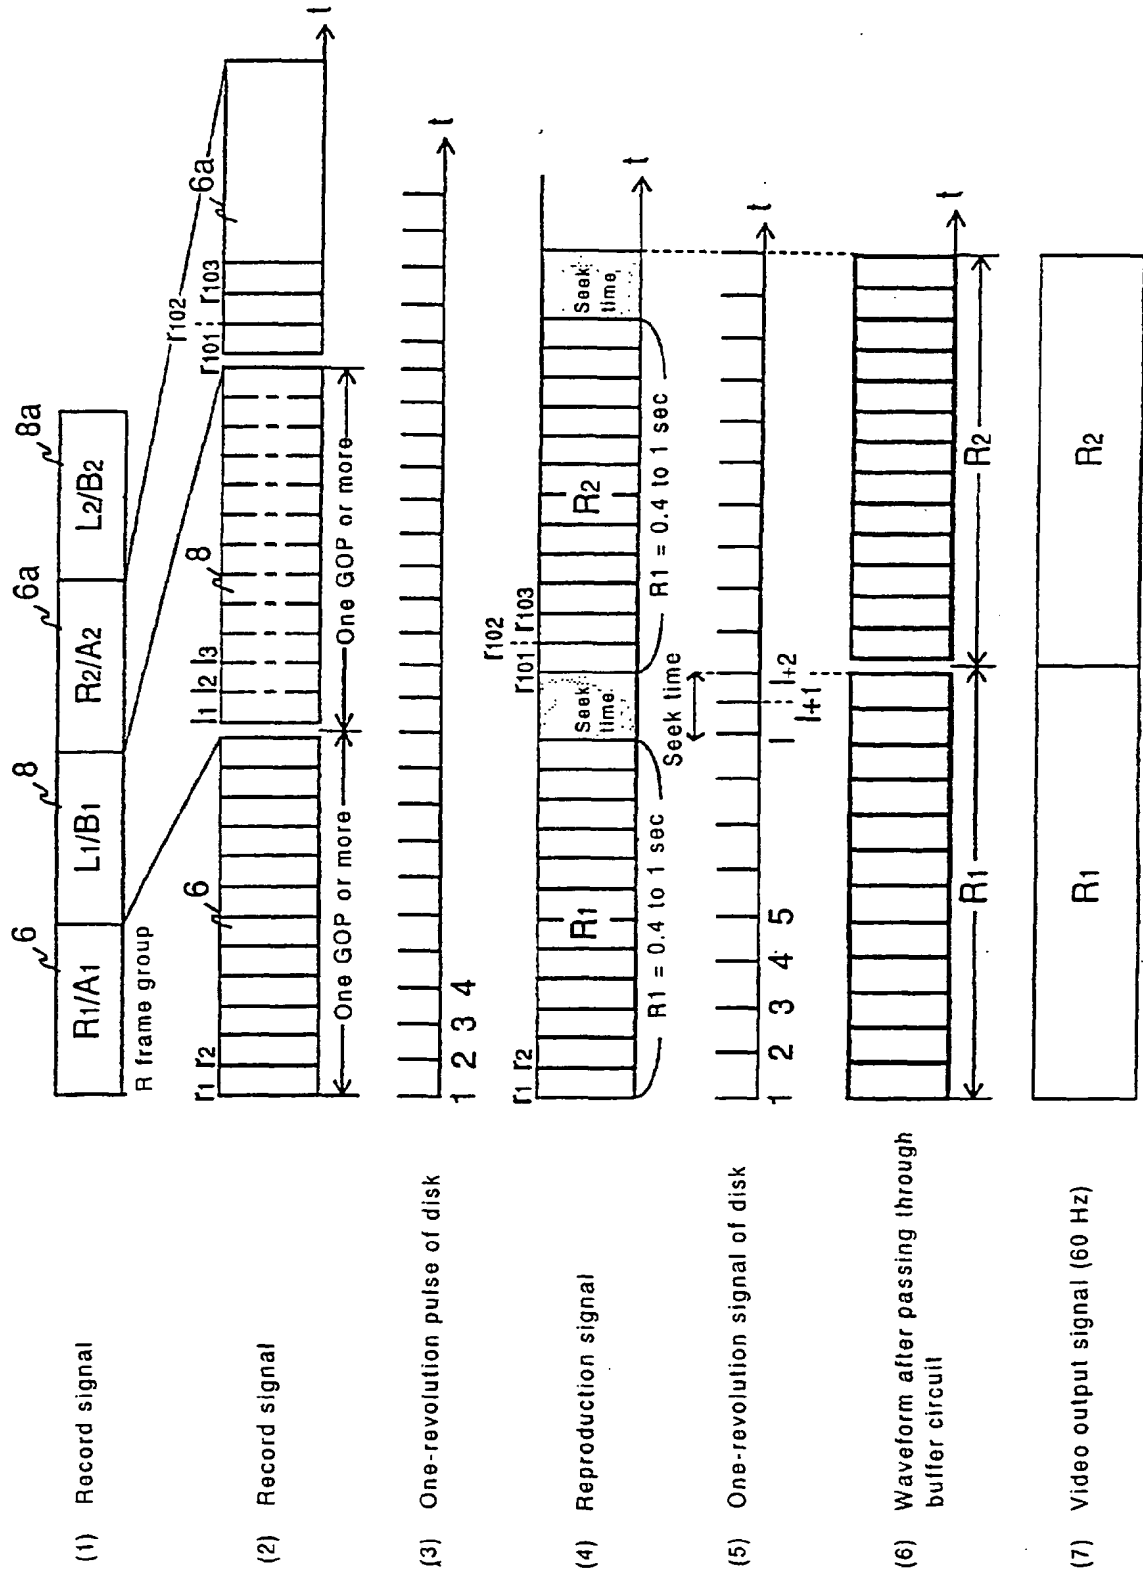 6
8
6a
8a
(1) Record signal
R1/A1
L1/B1
R2/A2
L2/B2
R frame group
(2) Record signal
r1
r2
6
l1
l2
l3
8
r101
r102
r103
6a
t
One GOP or more
One GOP or more
(3) One-revolution pulse of disk
1
2
3
4
t
(4) Reproduction signal
r1
r2
R1
Seek time
r101
r102
r103
R2
Seek time
t
R1 = 0.4 to 1 sec
R1 = 0.4 to 1 sec
Seek time
(5) One-revolution signal of disk
1
2
3
4
5
I
I+1
I+2
t
(6) Waveform after passing through
buffer circuit
t
R1
R2
(7) Video output signal (60 Hz)
R1
R2